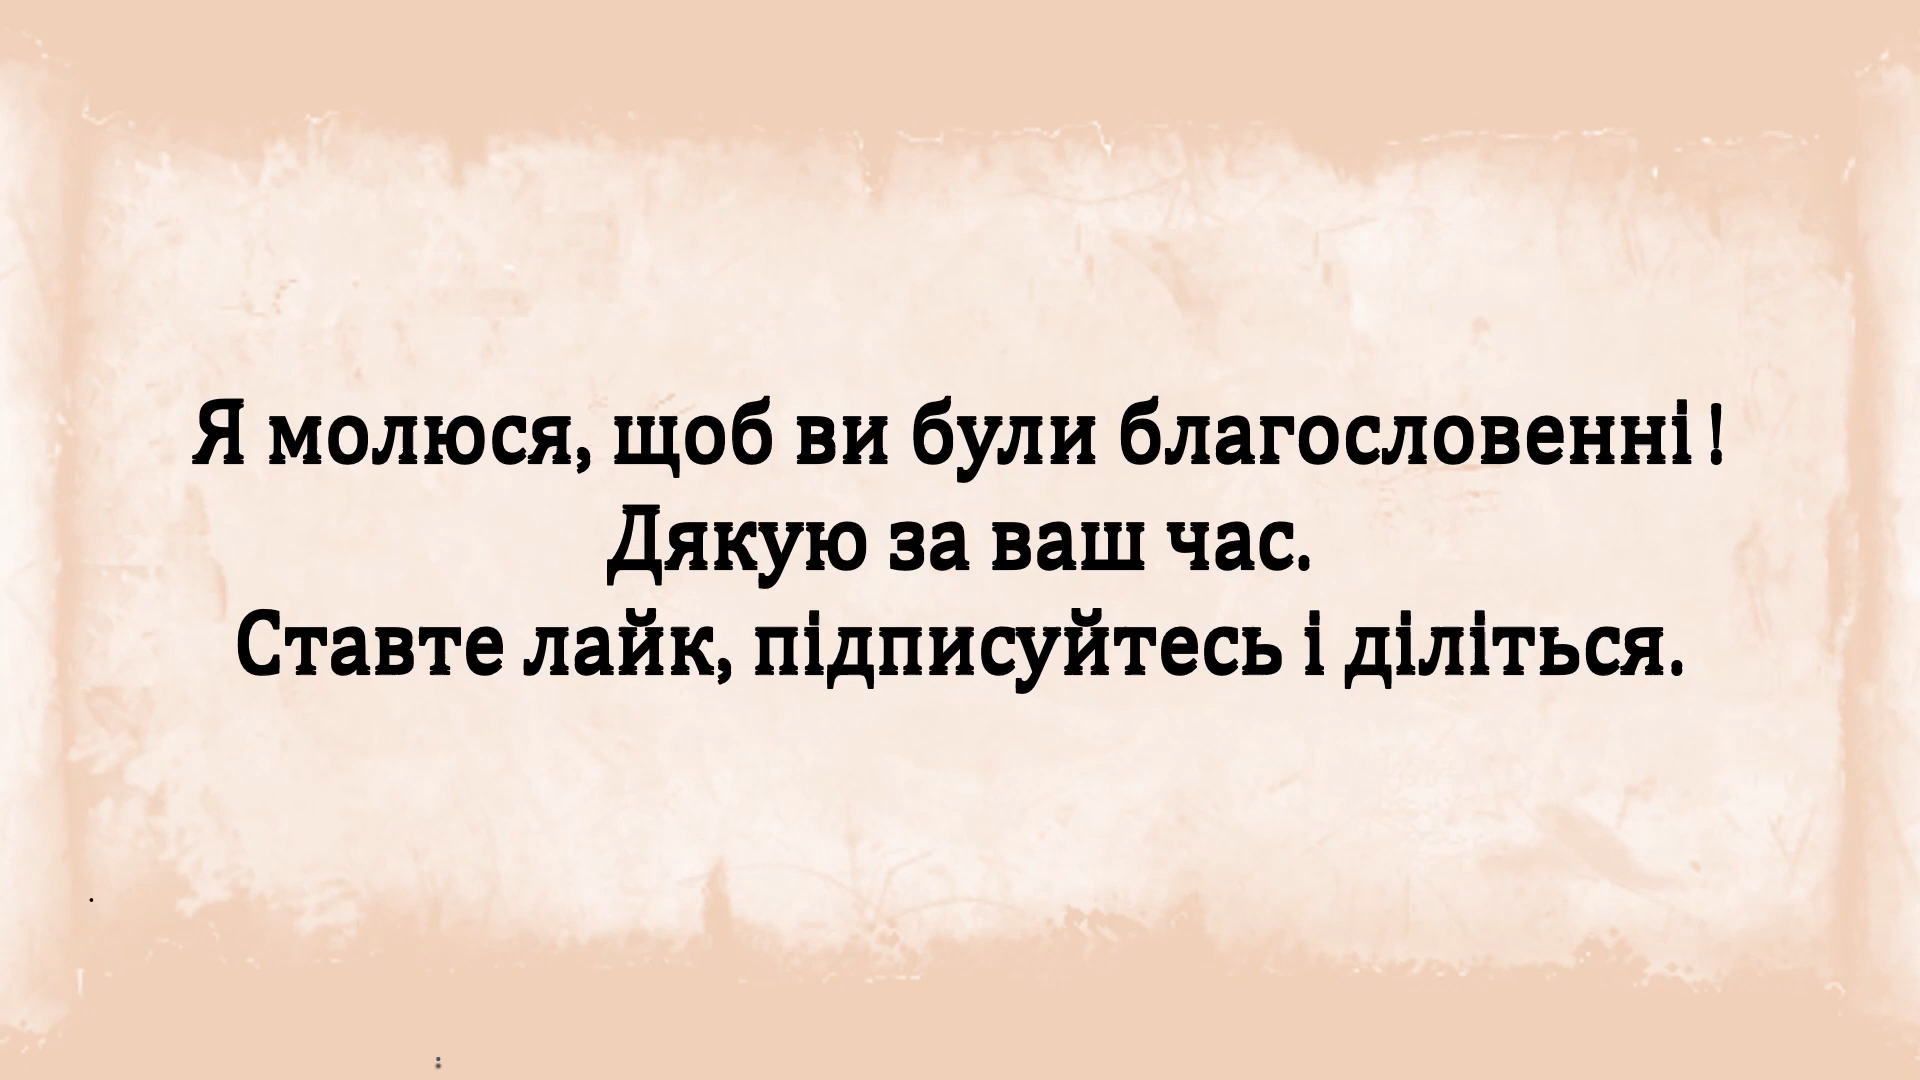 Я молюся, щоб ви були благословенні!
Дякую за ваш час.
Ставте лайк, підписуйтесь і діліться.